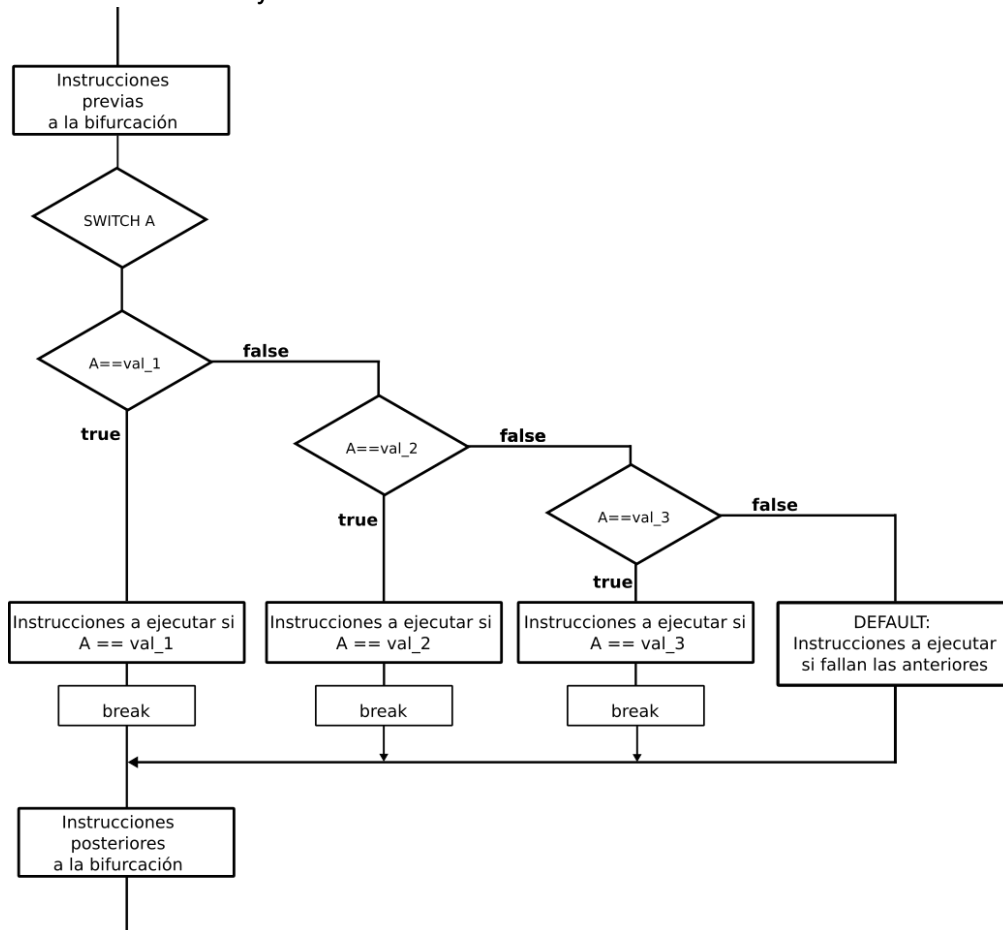 Instrucciones
previas
a la bifurcación
SWITCH A
A==val_1
false
true
A==val_2
false
true
A==val_3
false
true
Instrucciones a ejecutar si
A == val_1
Instrucciones a ejecutar si
A == val_2
Instrucciones a ejecutar si
A == val_3
DEFAULT:
Instrucciones a ejecutar
si fallan las anteriores
break
break
break
Instrucciones
posteriores
a la bifurcación